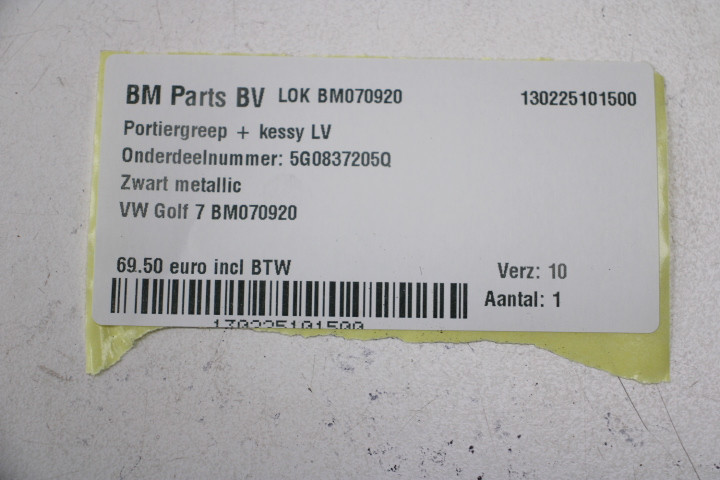 BM Parts BV LOK BM070920 130225101500
Portiergreep + kessy LV
Onderdeelnummer: 5G0837205Q
Zwart metallic
VW Golf 7 BM070920
69.50 euro incl BTW Verz: 10
Aantal: 1
130225101500